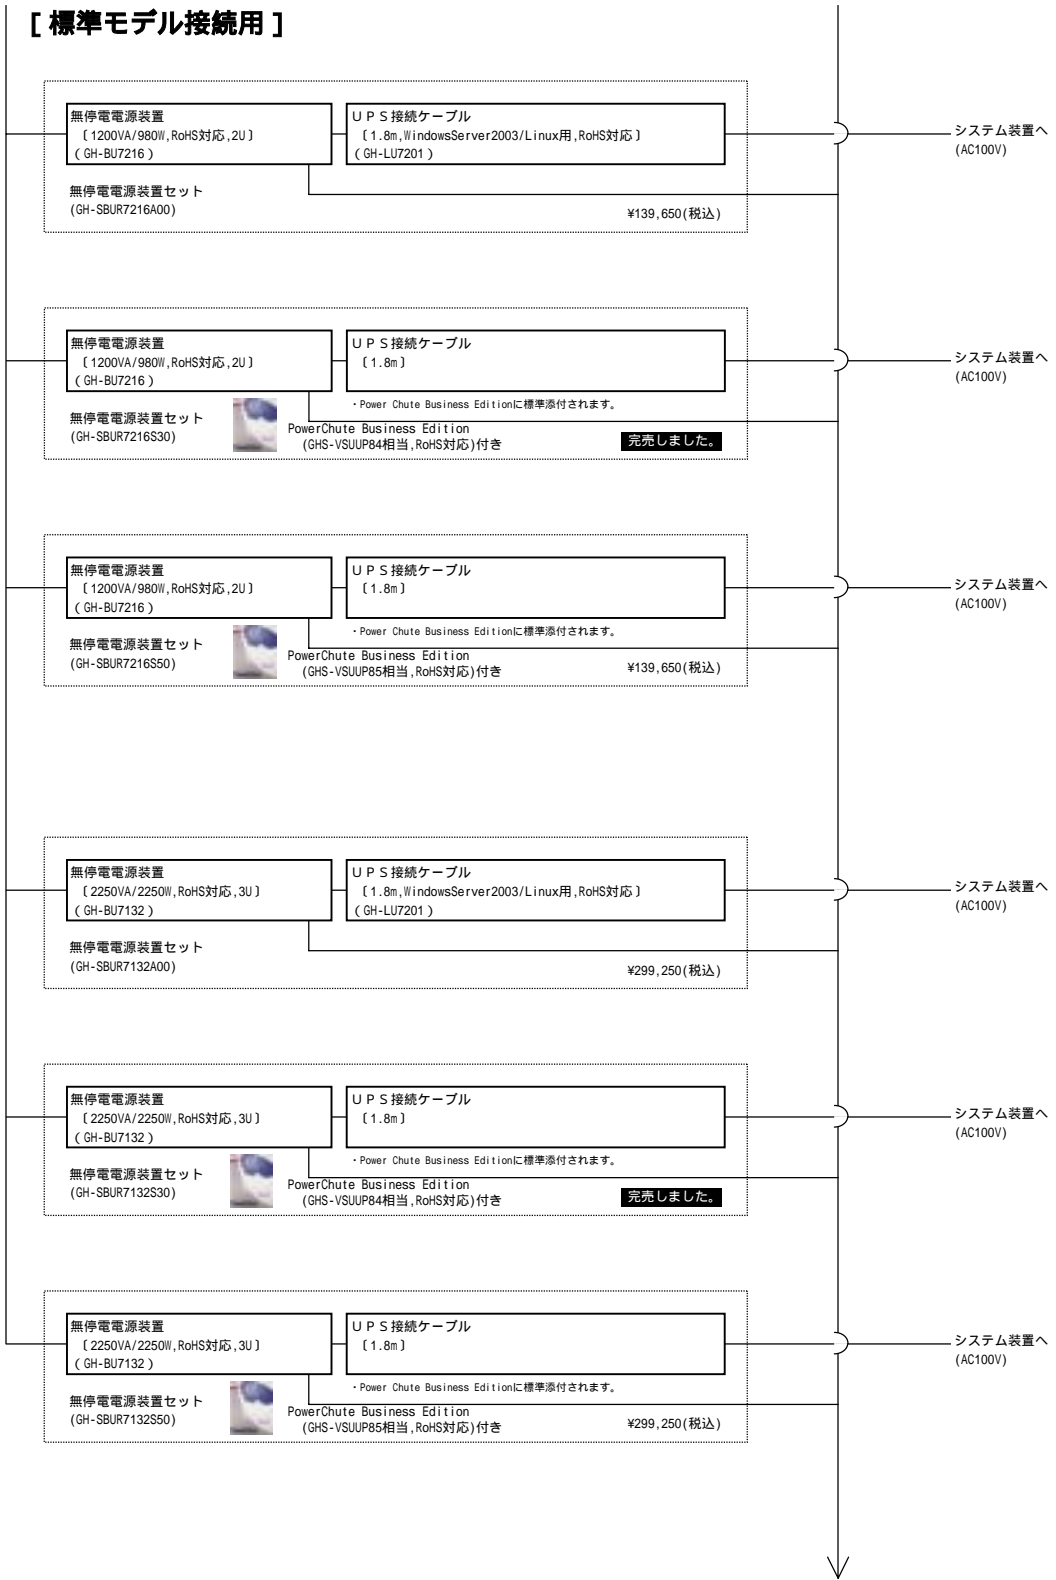 [ 標準モデル接続用 ]
無停電電源装置
〔1200VA/980W,RoHS対応,2U〕
( GH-BU7216 )
UPS接続ケーブル
〔1.8m,WindowsServer2003/Linux用,RoHS対応〕
( GH-LU7201 )
システム装置へ
(AC100V)
無停電電源装置セット
(GH-SBUR7216A00)
¥139,650(税込)
無停電電源装置
〔1200VA/980W,RoHS対応,2U〕
( GH-BU7216 )
UPS接続ケーブル
〔1.8m〕
システム装置へ
(AC100V)
・Power Chute Business Editionに標準添付されます。
無停電電源装置セット
(GH-SBUR7216S30)
PowerChute Business Edition
(GHS-VSUUP84相当,RoHS対応)付き
完売しました。
無停電電源装置
〔1200VA/980W,RoHS対応,2U〕
( GH-BU7216 )
UPS接続ケーブル
〔1.8m〕
システム装置へ
(AC100V)
・Power Chute Business Editionに標準添付されます。
無停電電源装置セット
(GH-SBUR7216S50)
PowerChute Business Edition
(GHS-VSUUP85相当,RoHS対応)付き
¥139,650(税込)
無停電電源装置
〔2250VA/2250W,RoHS対応,3U〕
( GH-BU7132 )
UPS接続ケーブル
〔1.8m,WindowsServer2003/Linux用,RoHS対応〕
( GH-LU7201 )
システム装置へ
(AC100V)
無停電電源装置セット
(GH-SBUR7132A00)
¥299,250(税込)
無停電電源装置
〔2250VA/2250W,RoHS対応,3U〕
( GH-BU7132 )
UPS接続ケーブル
〔1.8m〕
システム装置へ
(AC100V)
・Power Chute Business Editionに標準添付されます。
無停電電源装置セット
(GH-SBUR7132S30)
PowerChute Business Edition
(GHS-VSUUP84相当,RoHS対応)付き
完売しました。
無停電電源装置
〔2250VA/2250W,RoHS対応,3U〕
( GH-BU7132 )
UPS接続ケーブル
〔1.8m〕
システム装置へ
(AC100V)
・Power Chute Business Editionに標準添付されます。
無停電電源装置セット
(GH-SBUR7132S50)
PowerChute Business Edition
(GHS-VSUUP85相当,RoHS対応)付き
¥299,250(税込)